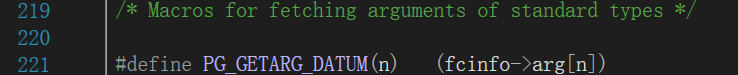 219 /* Macros for fetching arguments of standard types */
220
221 #define PG_GETARG_DATUM(n) (fcinfo->arg[n])